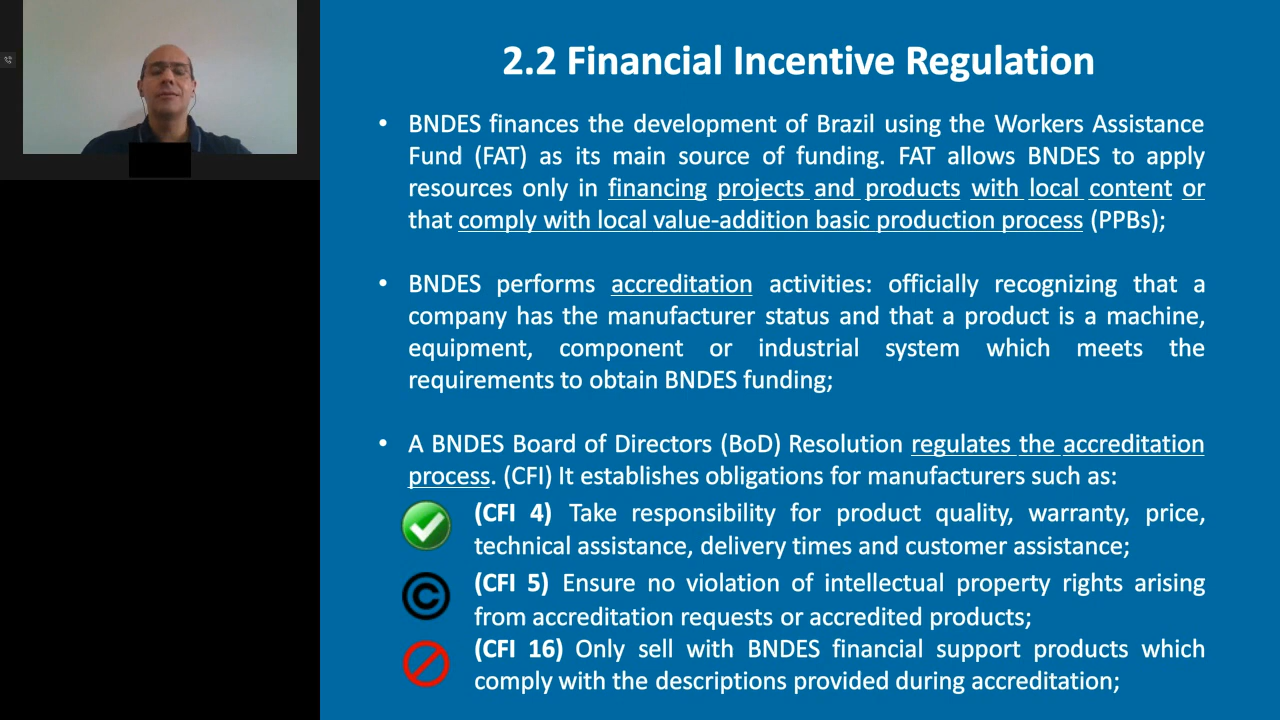 2.2 Financial Incentive Regulation
• BNDES finances the development of Brazil using the Workers Assistance
Fund (FAT) as its main source of funding. FAT allows BNDES to apply
resources only in financing projects and products with local content or
that comply with local value-addition basic production process (PPBs);
• BNDES performs accreditation activities: officially recognizing that a
company has the manufacturer status and that a product is a machine,
equipment, component or industrial system which meets the
requirements to obtain BNDES funding;
• A BNDES Board of Directors (BoD) Resolution regulates the accreditation
process. (CFI) It establishes obligations for manufacturers such as:
(CFI 4) Take responsibility for product quality, warranty, price,
technical assistance, delivery times and customer assistance;
(CFI 5) Ensure no violation of intellectual property rights arising
from accreditation requests or accredited products;
(CFI 16) Only sell with BNDES financial support products which
comply with the descriptions provided during accreditation;